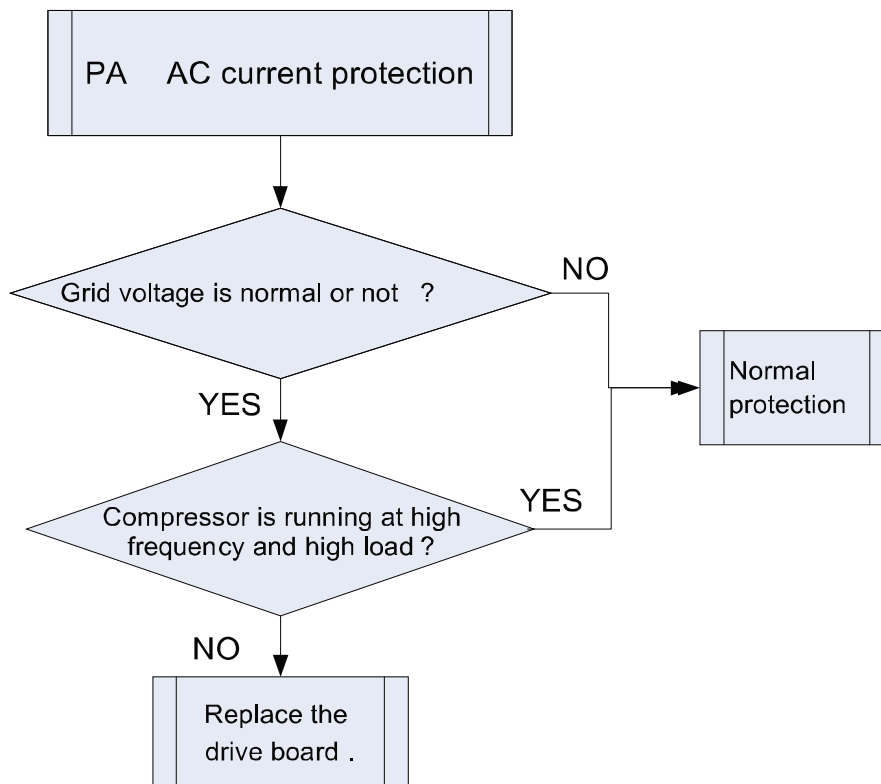 PA AC current protection
NO
Grid voltage is normal or not ?
YES
Normal
protection
YES
Compressor is running at high
frequency and high load ?
NO
Replace the
drive board .